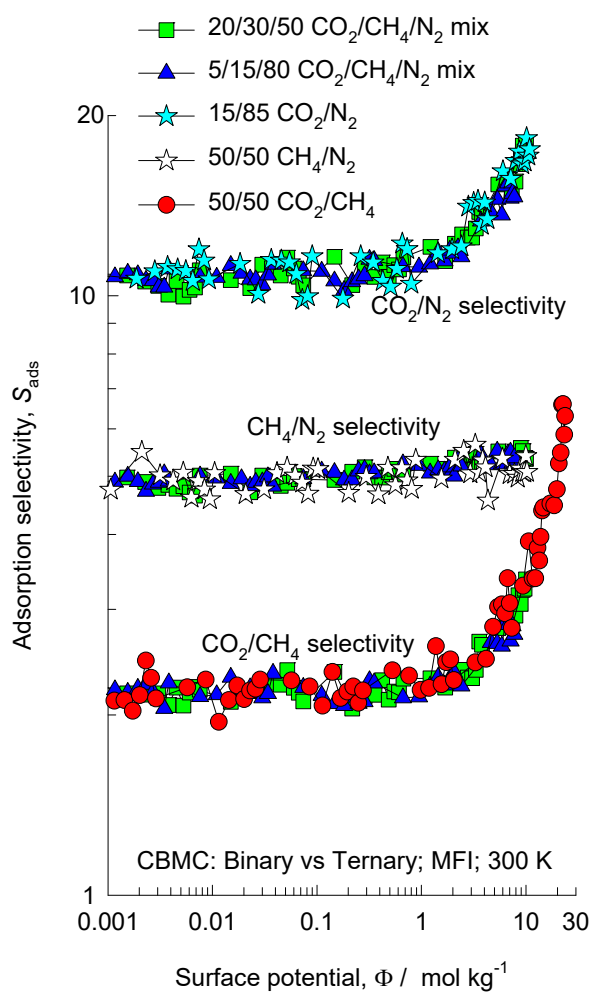 20/30/50 CO₂/CH₄/N₂ mix
5/15/80 CO₂/CH₄/N₂ mix
15/85 CO₂/N₂
50/50 CH₄/N₂
50/50 CO₂/CH₄
20
10
1
Adsorption selectivity, S_ads
CO₂/N₂ selectivity
CH₄/N₂ selectivity
CO₂/CH₄ selectivity
CBMC: Binary vs Ternary; MFI; 300 K
0.001 0.01 0.1 1 10 30
Surface potential, Φ / mol kg⁻¹